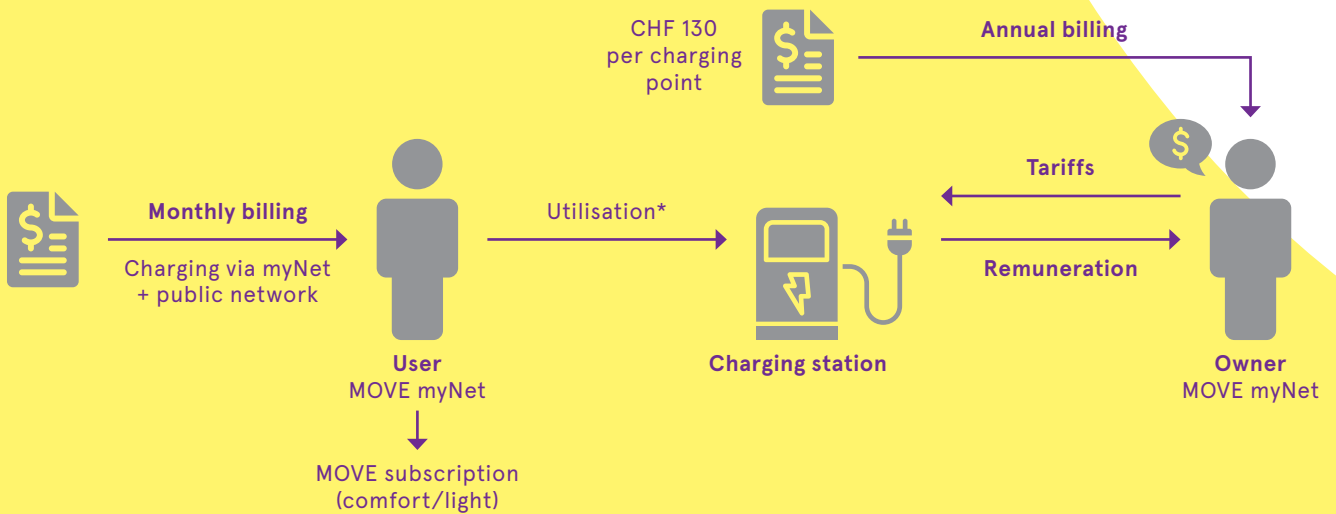 CHF 130
per charging
point
Annual billing
$
$
Tariffs
Monthly billing
Utilisation*
$
Charging via myNet
+ public network
Remuneration
User
MOVE myNet
Charging station
Owner
MOVE myNet
MOVE subscription
(comfort/light)